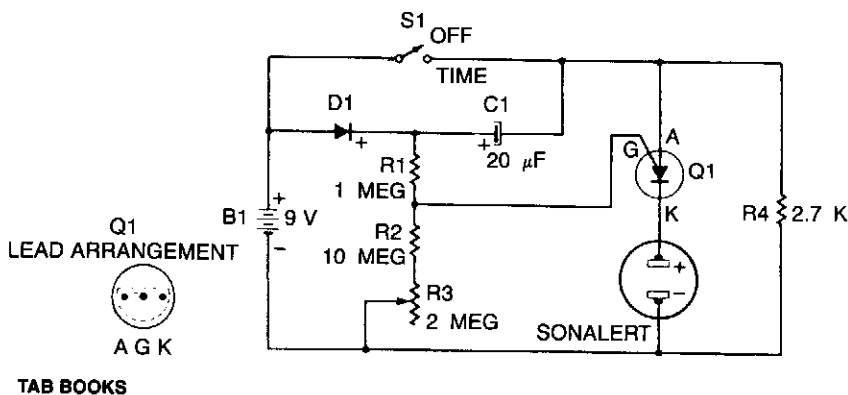 S1
OFF
TIME
D1
+
C1
+
20 µF
R1
1 MEG
G
A
Q1
K
B1
+
9 V
−
R2
10 MEG
R3
2 MEG
R4
2.7 K
+
−
SONALERT
Q1
LEAD ARRANGEMENT
A G K
TAB BOOKS